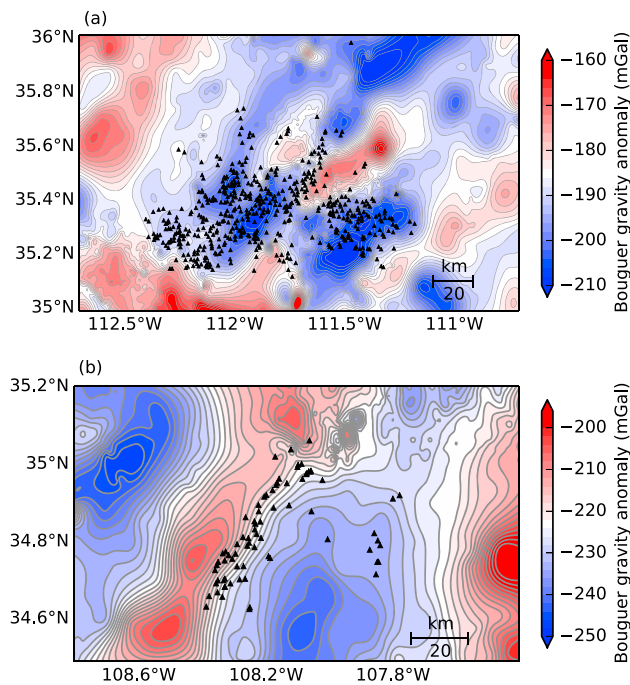 (a)
36°N
35.8°N
35.6°N
35.4°N
35.2°N
35°N
112.5°W
112°W
111.5°W
111°W
km
20
−160
−170
−180
−190
−200
−210
Bouguer gravity anomaly (mGal)
(b)
35.2°N
35°N
34.8°N
34.6°N
108.6°W
108.2°W
107.8°W
km
20
−200
−210
−220
−230
−240
−250
Bouguer gravity anomaly (mGal)